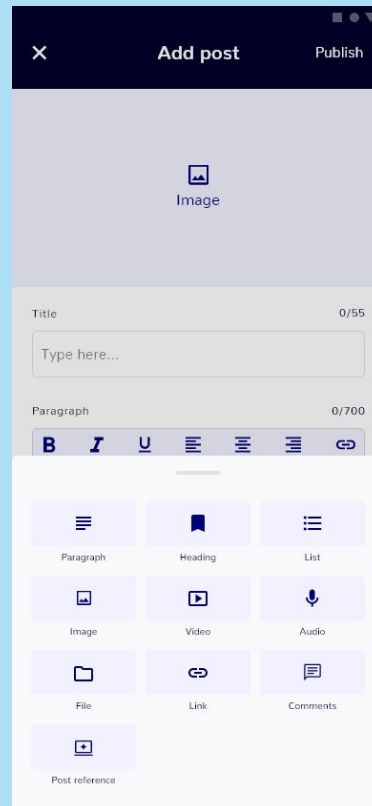 Add post Publish
Image
Title 0/55
Type here...
Paragraph 0/700
B I U
Paragraph Heading List
Image Video Audio
File Link Comments
Post reference